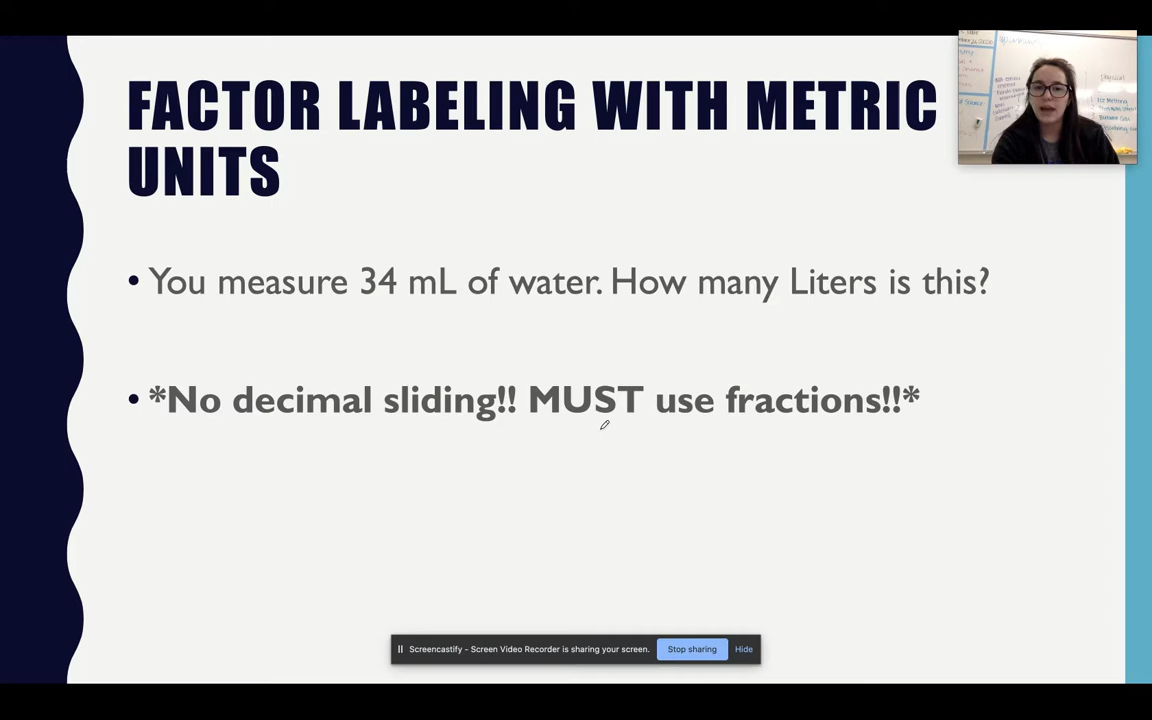 FACTOR LABELING WITH METRIC
UNITS
• You measure 34 mL of water. How many Liters is this?
• *No decimal sliding!! MUST use fractions!!*
Screencastify - Screen Video Recorder is sharing your screen. Stop sharing Hide
physical